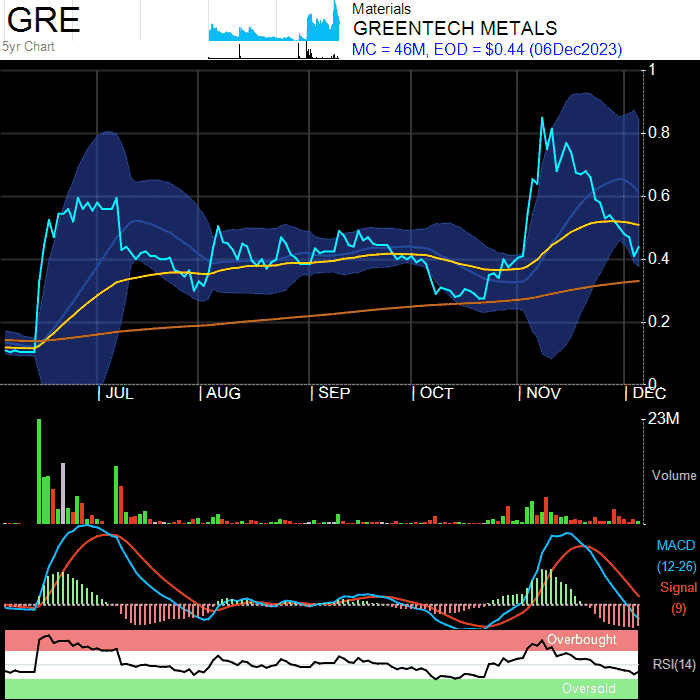 GRE
5yr Chart
Materials
GREENTECH METALS
MC = 46M, EOD = $0.44 (06Dec2023)
1
0.8
0.6
0.4
0.2
0
| JUL | AUG | SEP | OCT | NOV | DEC
23M
Volume
MACD
(12-26)
Signal
(9)
Overbought
RSI(14)
Oversold